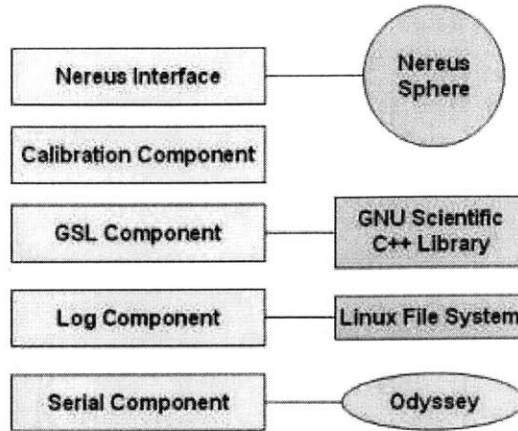 Nereus Interface
Nereus
Sphere
Calibration Component
GSL Component
GNU Scientific
C++ Library
Log Component
Linux File System
Serial Component
Odyssey